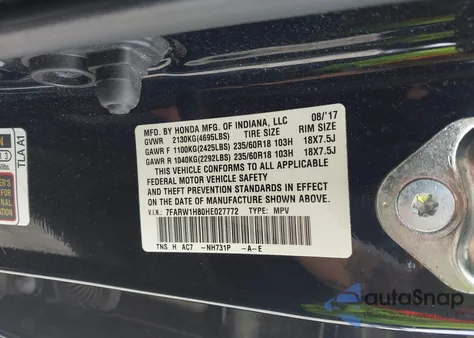 MFD. BY HONDA MFG. OF INDIANA, LLC 08/'17
GVWR 2130KG(4695LBS) TIRE SIZE RIM SIZE
GAWR F 1100KG(2425LBS) 235/60R18 103H 18X7.5J
GAWR R 1040KG(2292LBS) 235/60R18 103H 18X7.5J
THIS VEHICLE CONFORMS TO ALL APPLICABLE
FEDERAL MOTOR VEHICLE SAFETY
AND THEFT PREVENTION STANDARDS IN EFFECT
ON THE DATE OF MANUFACTURE SHOWN ABOVE.
V.I.N.: 7FARW1H80HE027772 TYPE: MPV
TNS H AC7 -NH731P -A-E
TLA A1
autoSnap